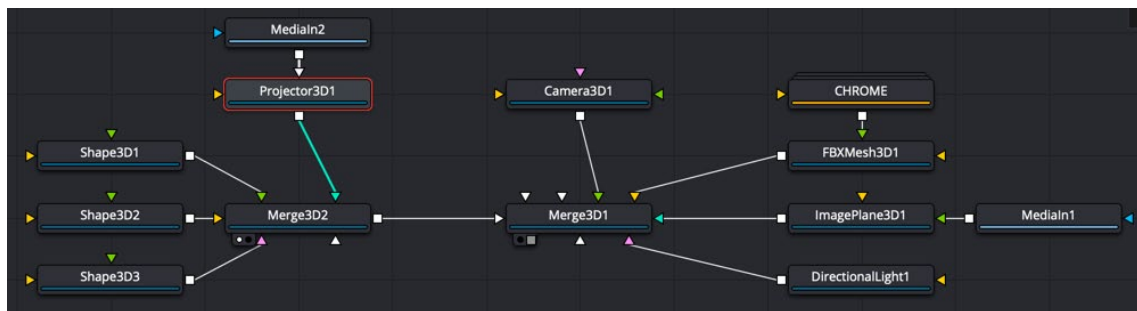 MediaIn2
Projector3D1
Camera3D1
CHROME
Shape3D1
FBXMesh3D1
Shape3D2
Merge3D2
Merge3D1
ImagePlane3D1
MediaIn1
Shape3D3
DirectionalLight1